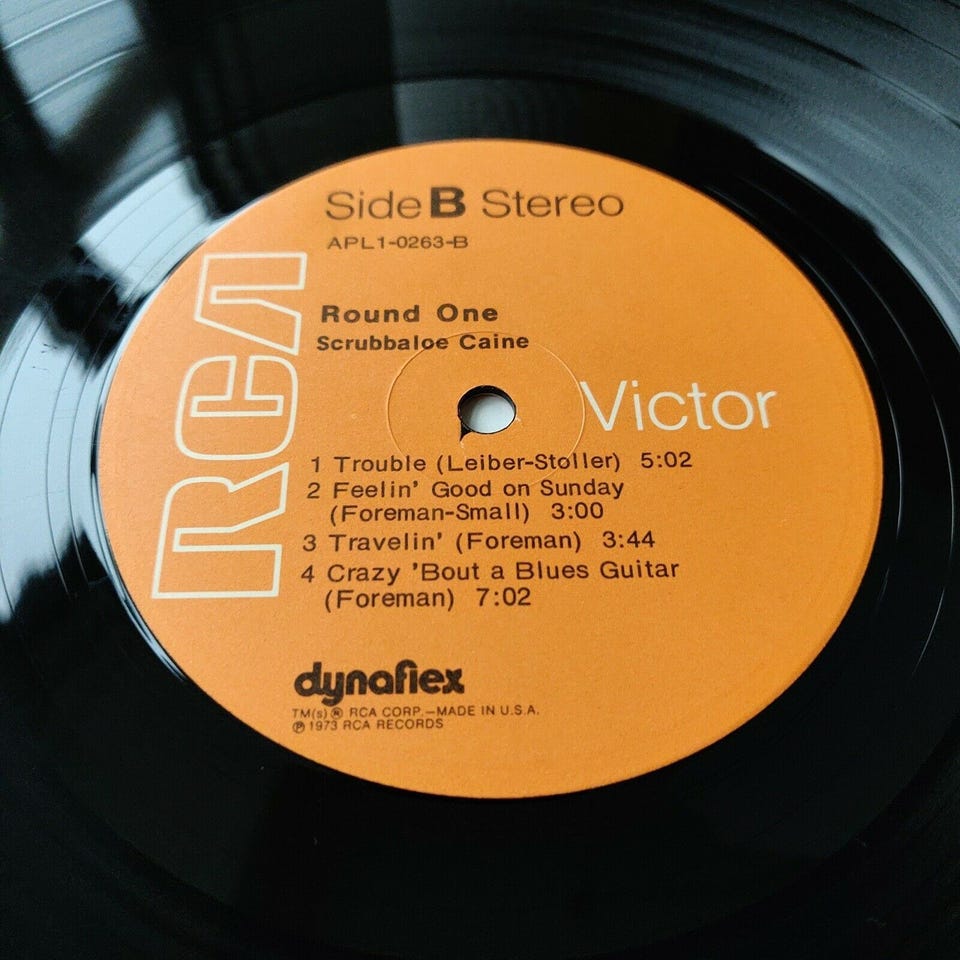 Side B Stereo
APL1-0263-B
RCA
Round One
Scrubbaloe Caine
Victor
1 Trouble (Leiber-Stoller) 5:02
2 Feelin' Good on Sunday
(Foreman-Small) 3:00
3 Travelin' (Foreman) 3:44
4 Crazy 'Bout a Blues Guitar
(Foreman) 7:02
dynaflex
TM(s) ® RCA CORP.—MADE IN U.S.A.
℗ 1973 RCA RECORDS